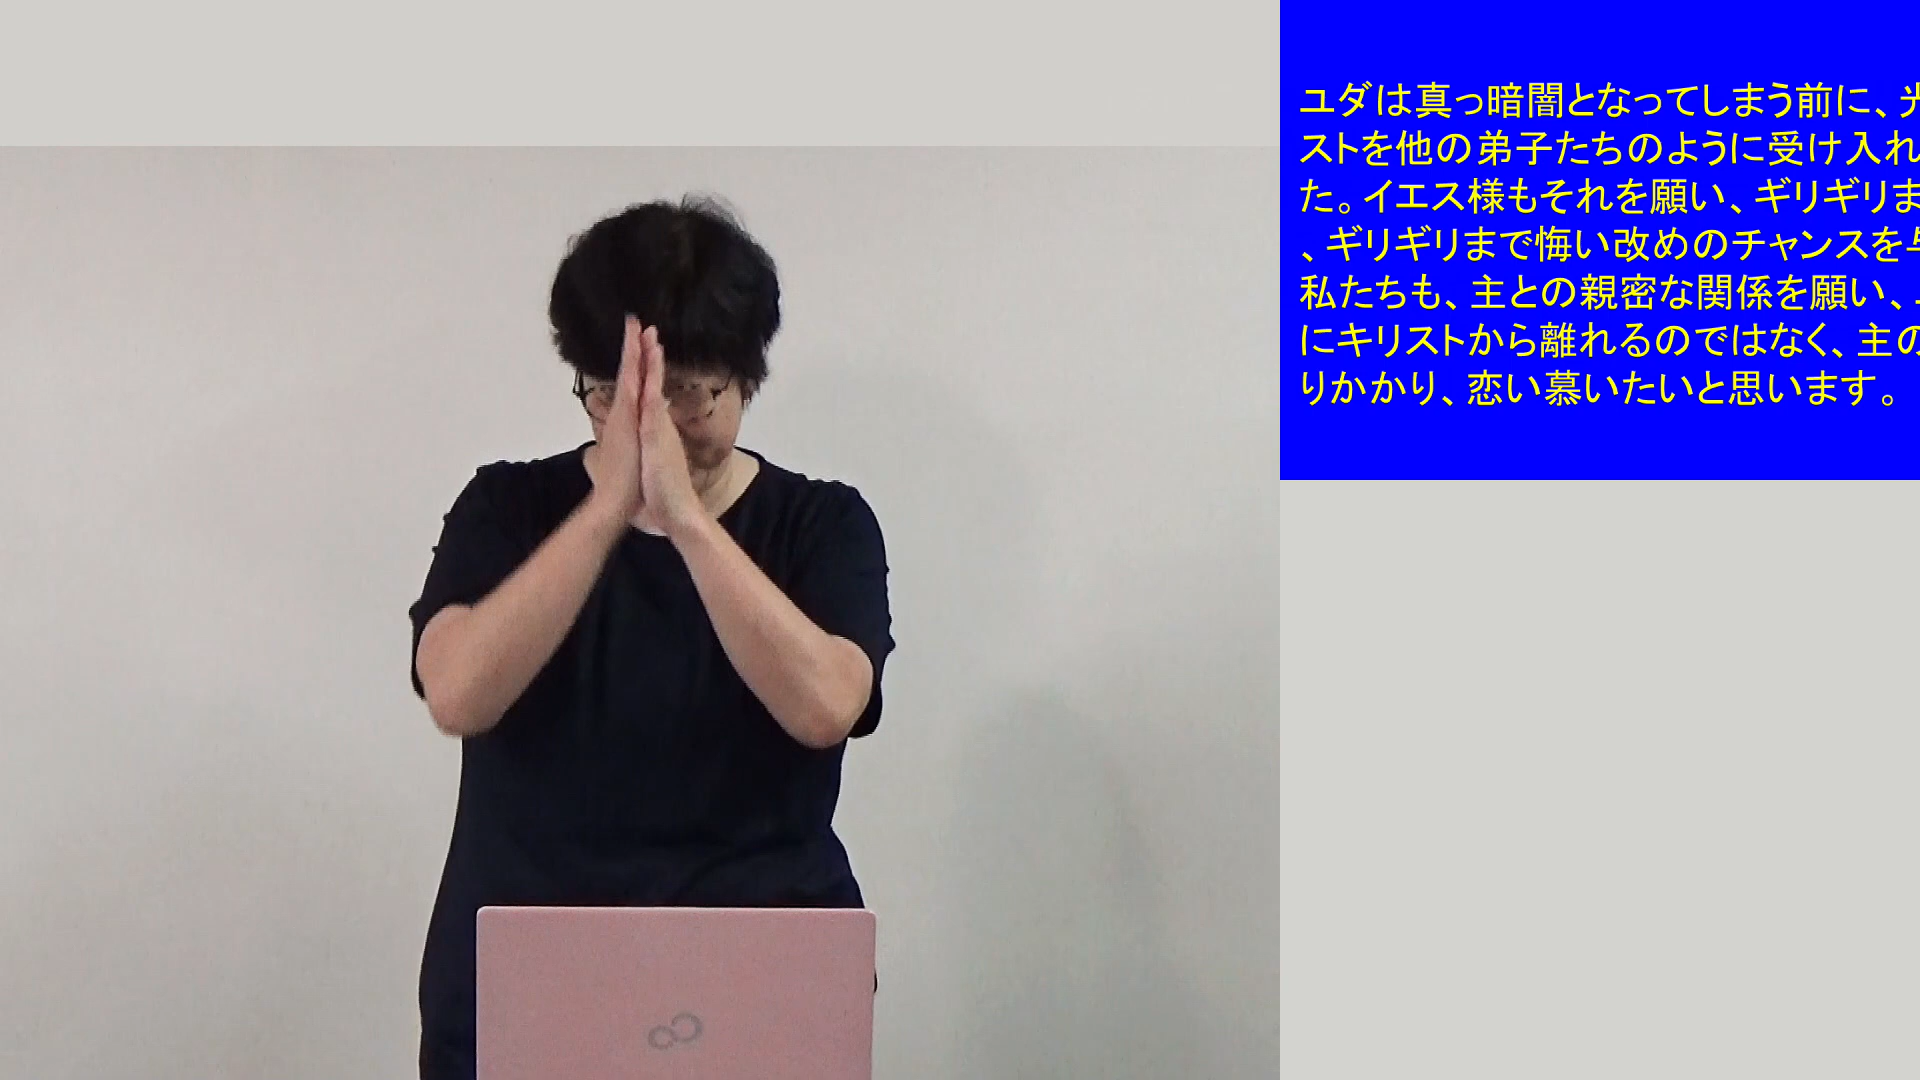 ユダは真っ暗闇となってしまう前に、光
ストを他の弟子たちのように受け入れ
た。イエス様もそれを願い、ギリギリま
、ギリギリまで悔い改めのチャンスを与
私たちも、主との親密な関係を願い、
にキリストから離れるのではなく、主の
りかかり、恋い慕いたいと思います。